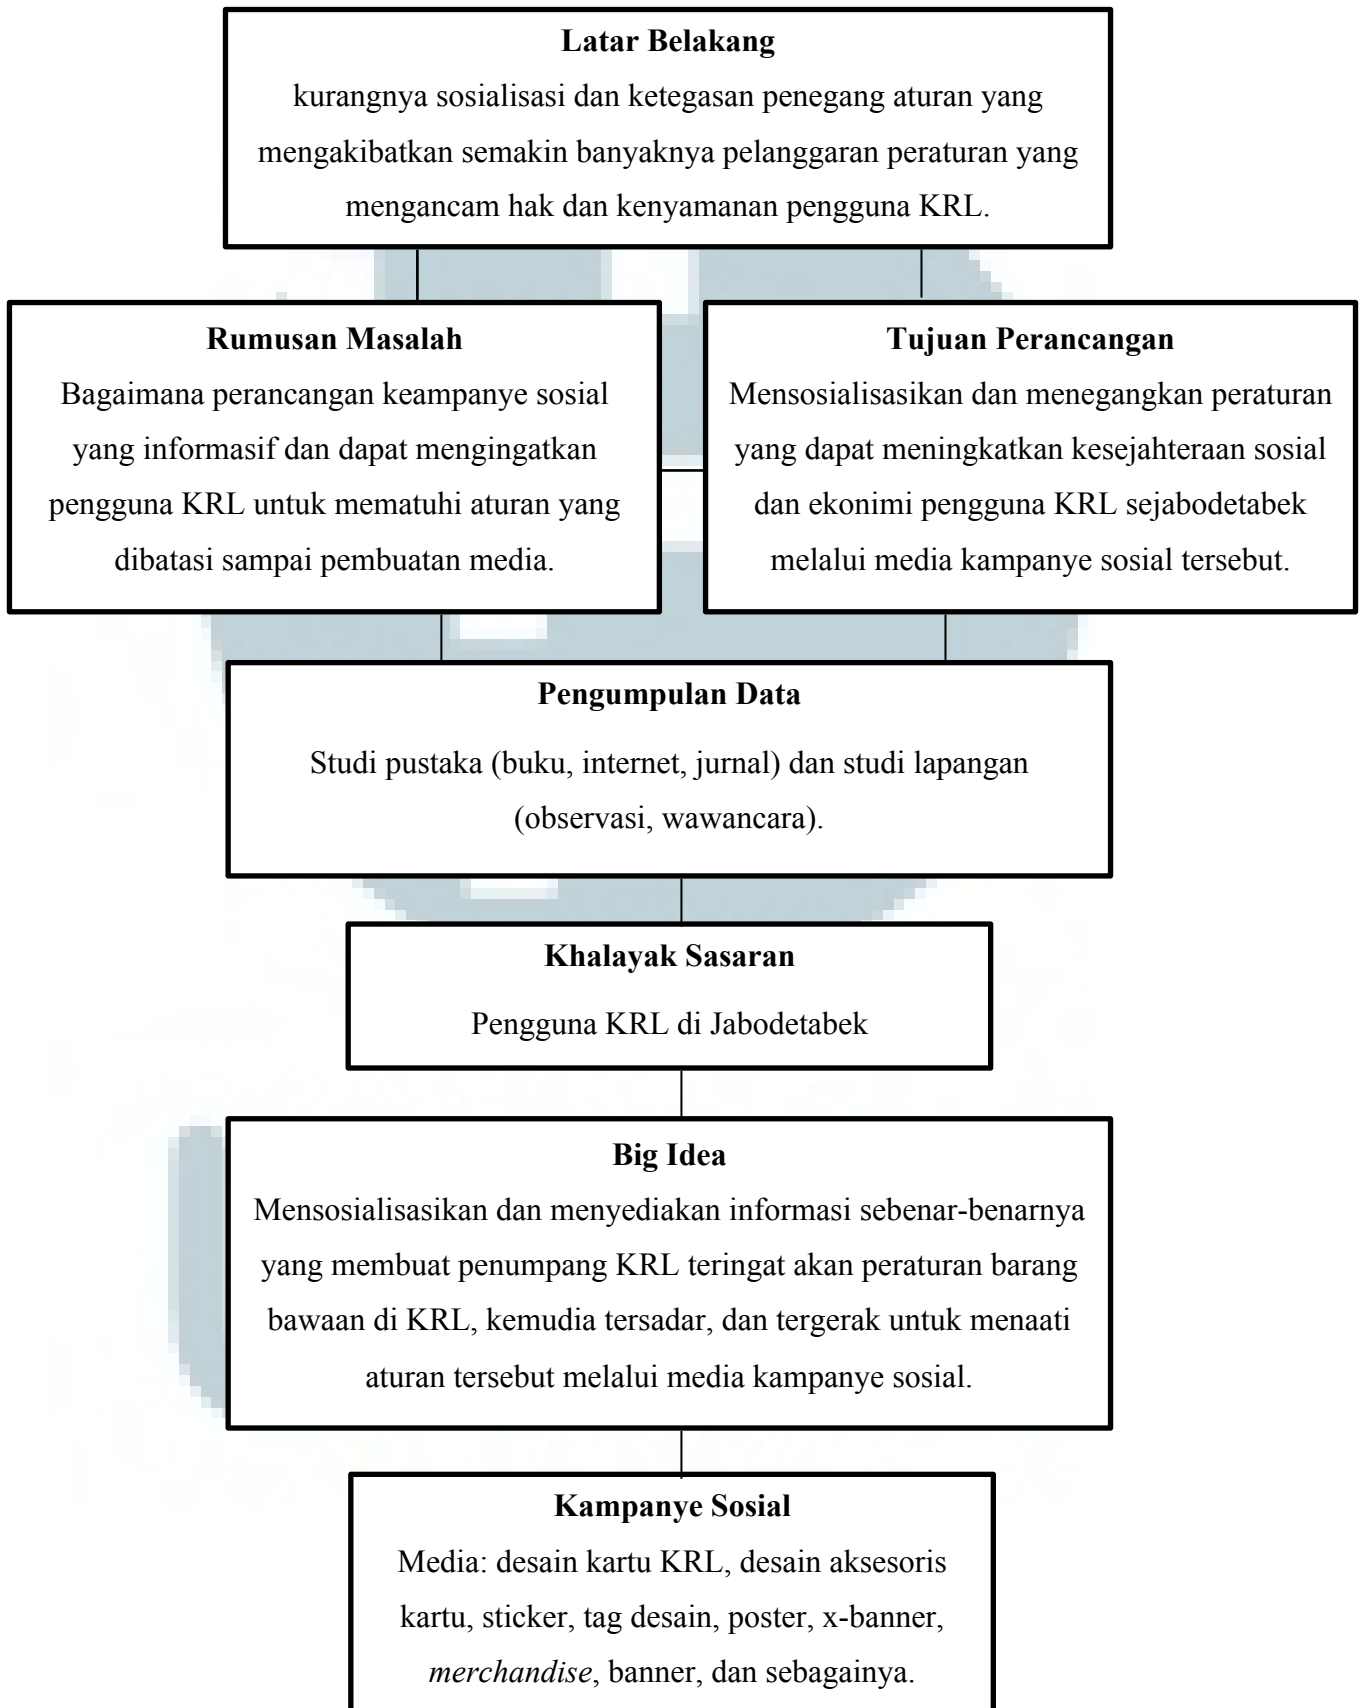 Latar Belakang
kurangnya sosialisasi dan ketegasan penegang aturan yang
mengakibatkan semakin banyaknya pelanggaran peraturan yang
mengancam hak dan kenyamanan pengguna KRL.
Rumusan Masalah
Bagaimana perancangan keampanye sosial
yang informasif dan dapat mengingatkan
pengguna KRL untuk mematuhi aturan yang
dibatasi sampai pembuatan media.
Tujuan Perancangan
Mensosialisasikan dan menegangkan peraturan
yang dapat meningkatkan kesejahteraan sosial
dan ekonimi pengguna KRL sejabodetabek
melalui media kampanye sosial tersebut.
Pengumpulan Data
Studi pustaka (buku, internet, jurnal) dan studi lapangan
(observasi, wawancara).
Khalayak Sasaran
Pengguna KRL di Jabodetabek
Big Idea
Mensosialisasikan dan menyediakan informasi sebenar-benarnya
yang membuat penumpang KRL teringat akan peraturan barang
bawaan di KRL, kemudia tersadar, dan tergerak untuk menaati
aturan tersebut melalui media kampanye sosial.
Kampanye Sosial
Media: desain kartu KRL, desain aksesoris
kartu, sticker, tag desain, poster, x-banner,
merchandise, banner, dan sebagainya.